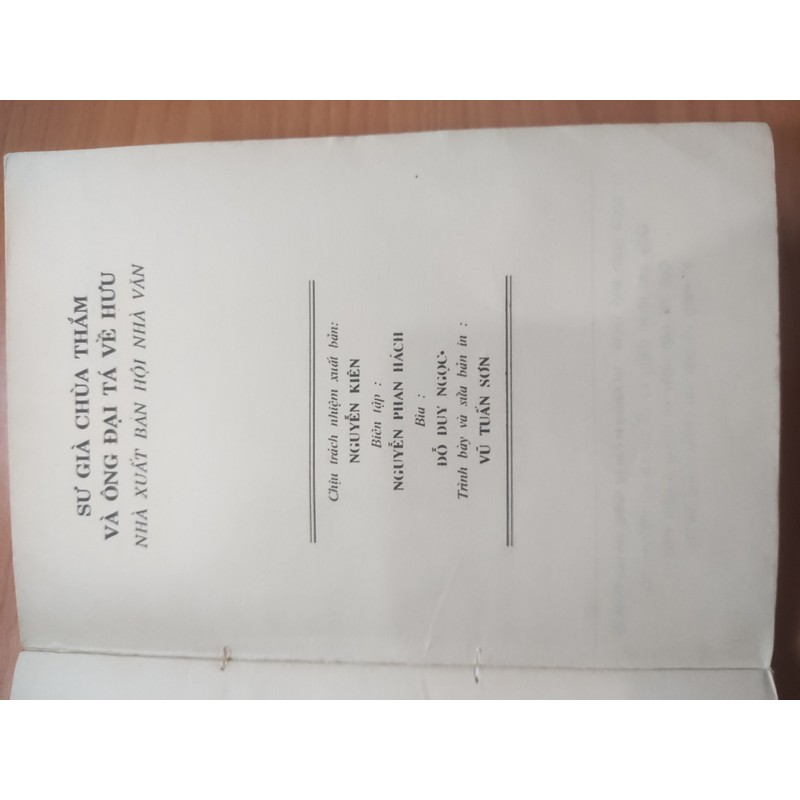 SƯ GIÀ CHÙA THẮM
VÀ ÔNG ĐẠI TÁ VỀ HƯU
NHÀ XUẤT BẢN HỘI NHÀ VĂN
Chịu trách nhiệm xuất bản:
NGUYỄN KIÊN
Biên tập :
NGUYỄN PHAN HÁCH
Bìa :
ĐỖ DUY NGỌC
Trình bày và sửa bản in :
VŨ TUẤN SƠN